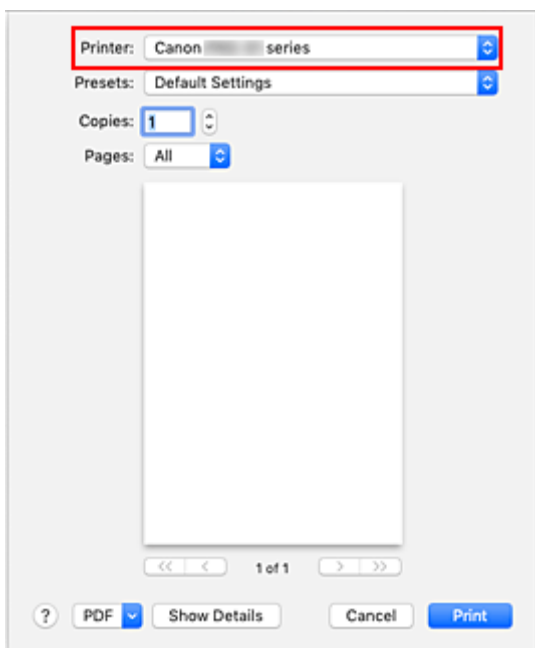 Printer: Canon series
Presets: Default Settings
Copies: 1
Pages: All
<< < 1 of 1 > >>
? PDF Show Details Cancel Print